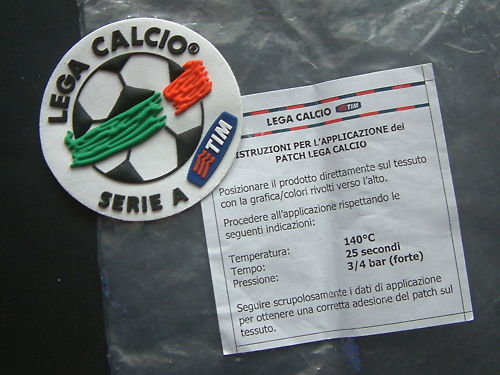 LEGA CALCIO®
TIM
SERIE A
LEGA CALCIO TIM
ISTRUZIONI PER L'APPLICAZIONE dei
PATCH LEGA CALCIO
Posizionare il prodotto direttamente sul tessuto
con la grafica/colori rivolti verso l'alto.
Procedere all'applicazione rispettando le
seguenti indicazioni:
Temperatura: 140°C
Tempo: 25 secondi
Pressione: 3/4 bar (forte)
Seguire scrupolosamente i dati di applicazione
per ottenere una corretta adesione del patch sul
tessuto.